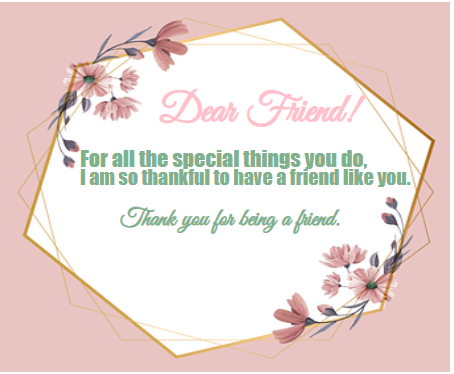 Dear Friend!
For all the special things you do,
I am so thankful to have a friend like you.
Thank you for being a friend.